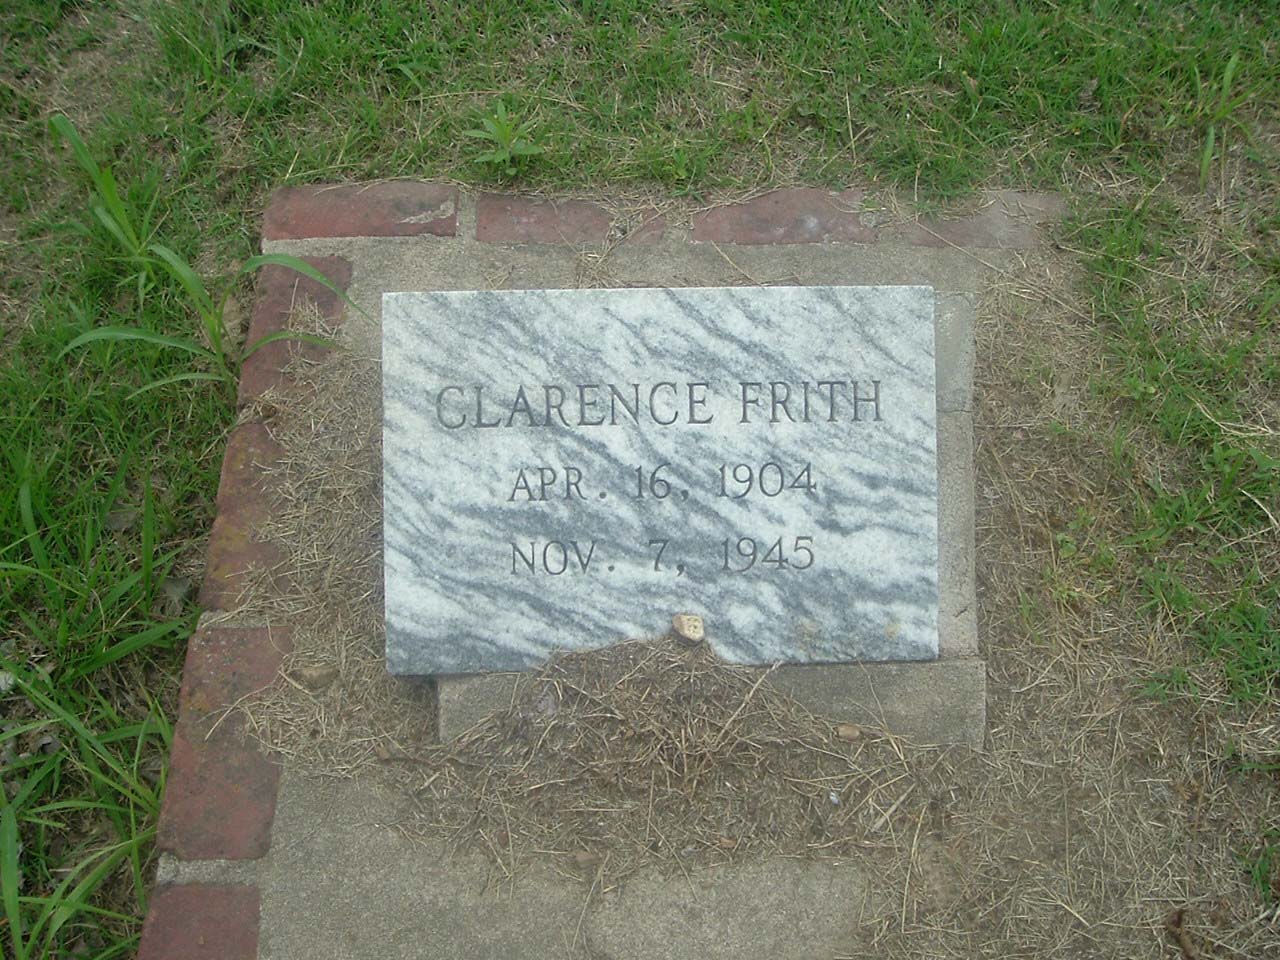 CLARENCE FRITH
APR. 16, 1904
NOV. 7, 1945